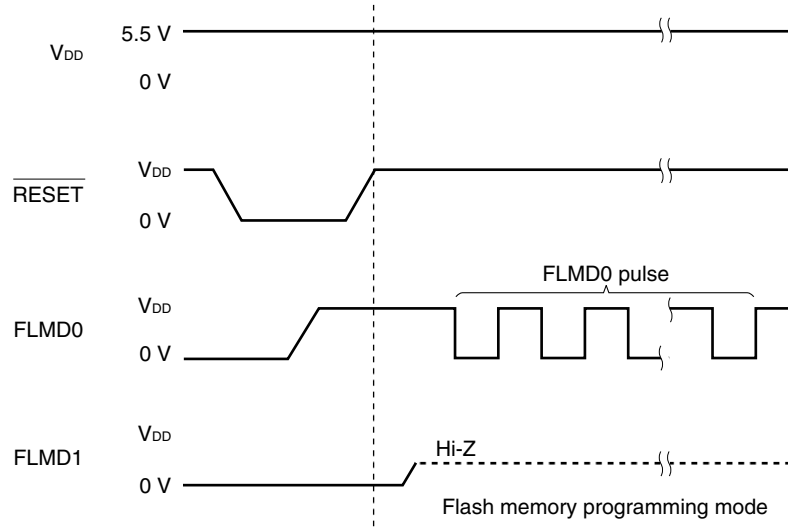 5.5 V
VDD
0 V
VDD
RESET
0 V
FLMD0 pulse
VDD
FLMD0
0 V
VDD
Hi-Z
FLMD1
0 V
Flash memory programming mode